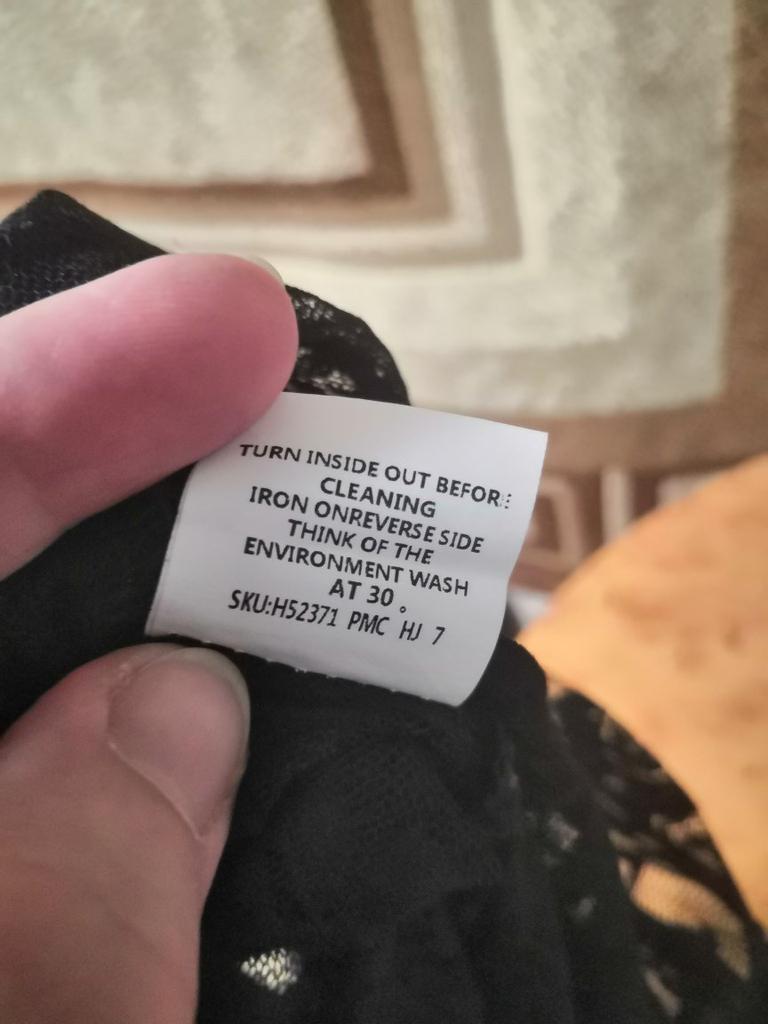 TURN INSIDE OUT BEFORE
CLEANING
IRON ONREVERSE SIDE
THINK OF THE
ENVIRONMENT WASH
AT 30°
SKU:H52371 PMC HJ 7